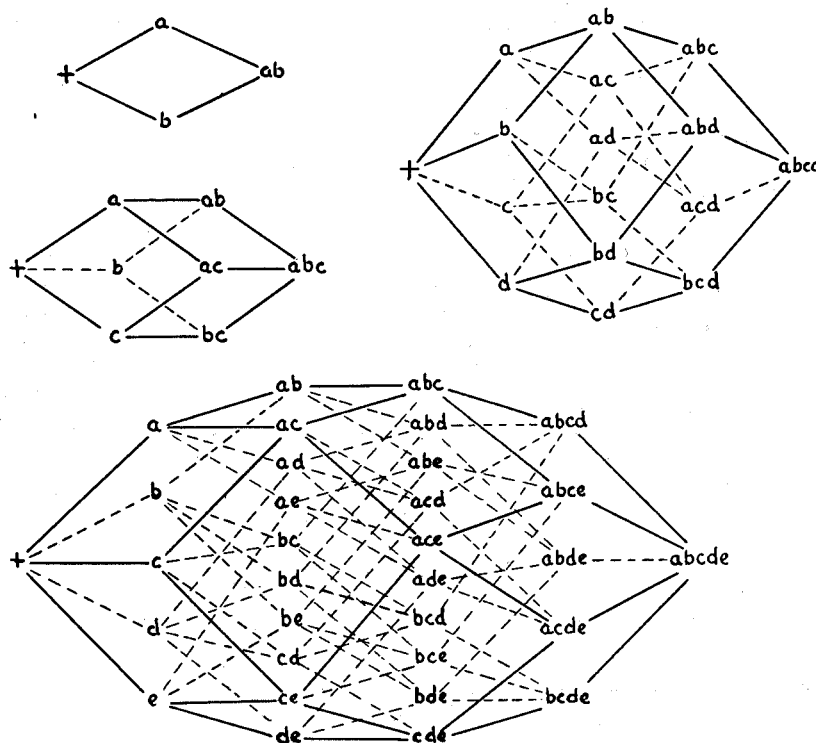 a
+
ab
b
ab
a
abc
ac
b
ad
abd
+
abcd
c
bc
acd
bd
d
bcd
cd
a
ab
+
b
ac
abc
c
bc
ab
abc
a
ac
abd
abcd
ad
abe
b
ae
acd
abce
bc
ace
+
c
abde
abcde
bd
ade
be
bcd
d
acde
cd
bce
e
ce
bde
bcde
de
cde